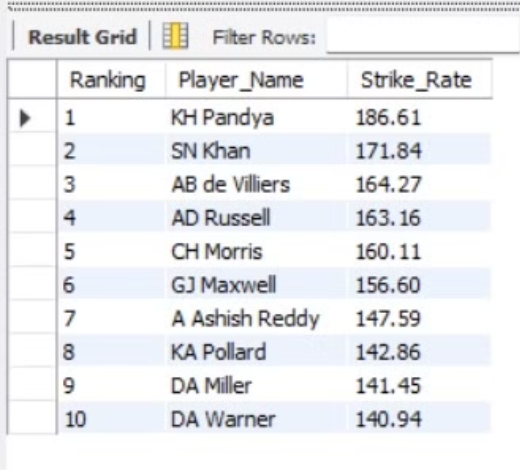 Result Grid Filter Rows:
Ranking Player_Name Strike_Rate
1 KH Pandya 186.61
2 SN Khan 171.84
3 AB de Villiers 164.27
4 AD Russell 163.16
5 CH Morris 160.11
6 GJ Maxwell 156.60
7 A Ashish Reddy 147.59
8 KA Pollard 142.86
9 DA Miller 141.45
10 DA Warner 140.94